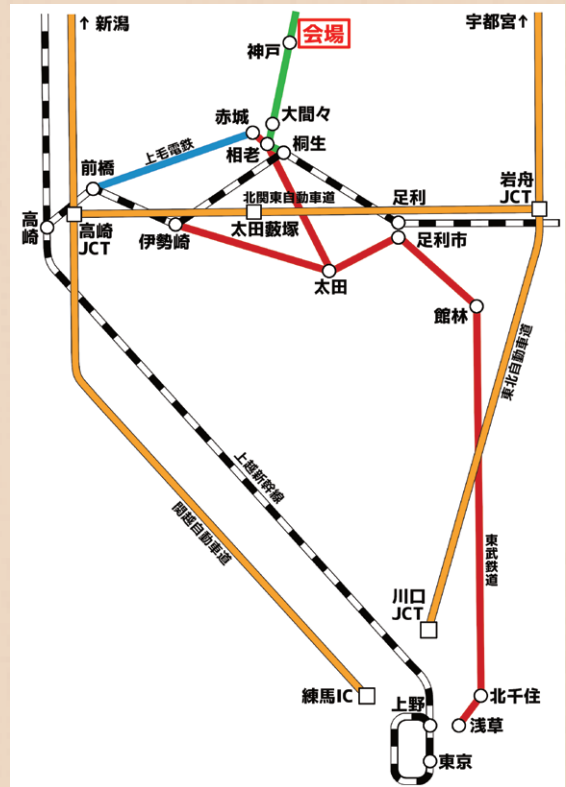 ↑ 新潟
宇都宮↑
会場
神戸
赤城
大間々
相老
桐生
上毛電鉄
前橋
足利
岩舟
JCT
北関東自動車道
高崎
高崎
JCT
伊勢崎
太田藪塚
足利市
太田
館林
東北自動車道
上越新幹線
関越自動車道
東武鉄道
川口
JCT
練馬IC
上野
北千住
浅草
東京